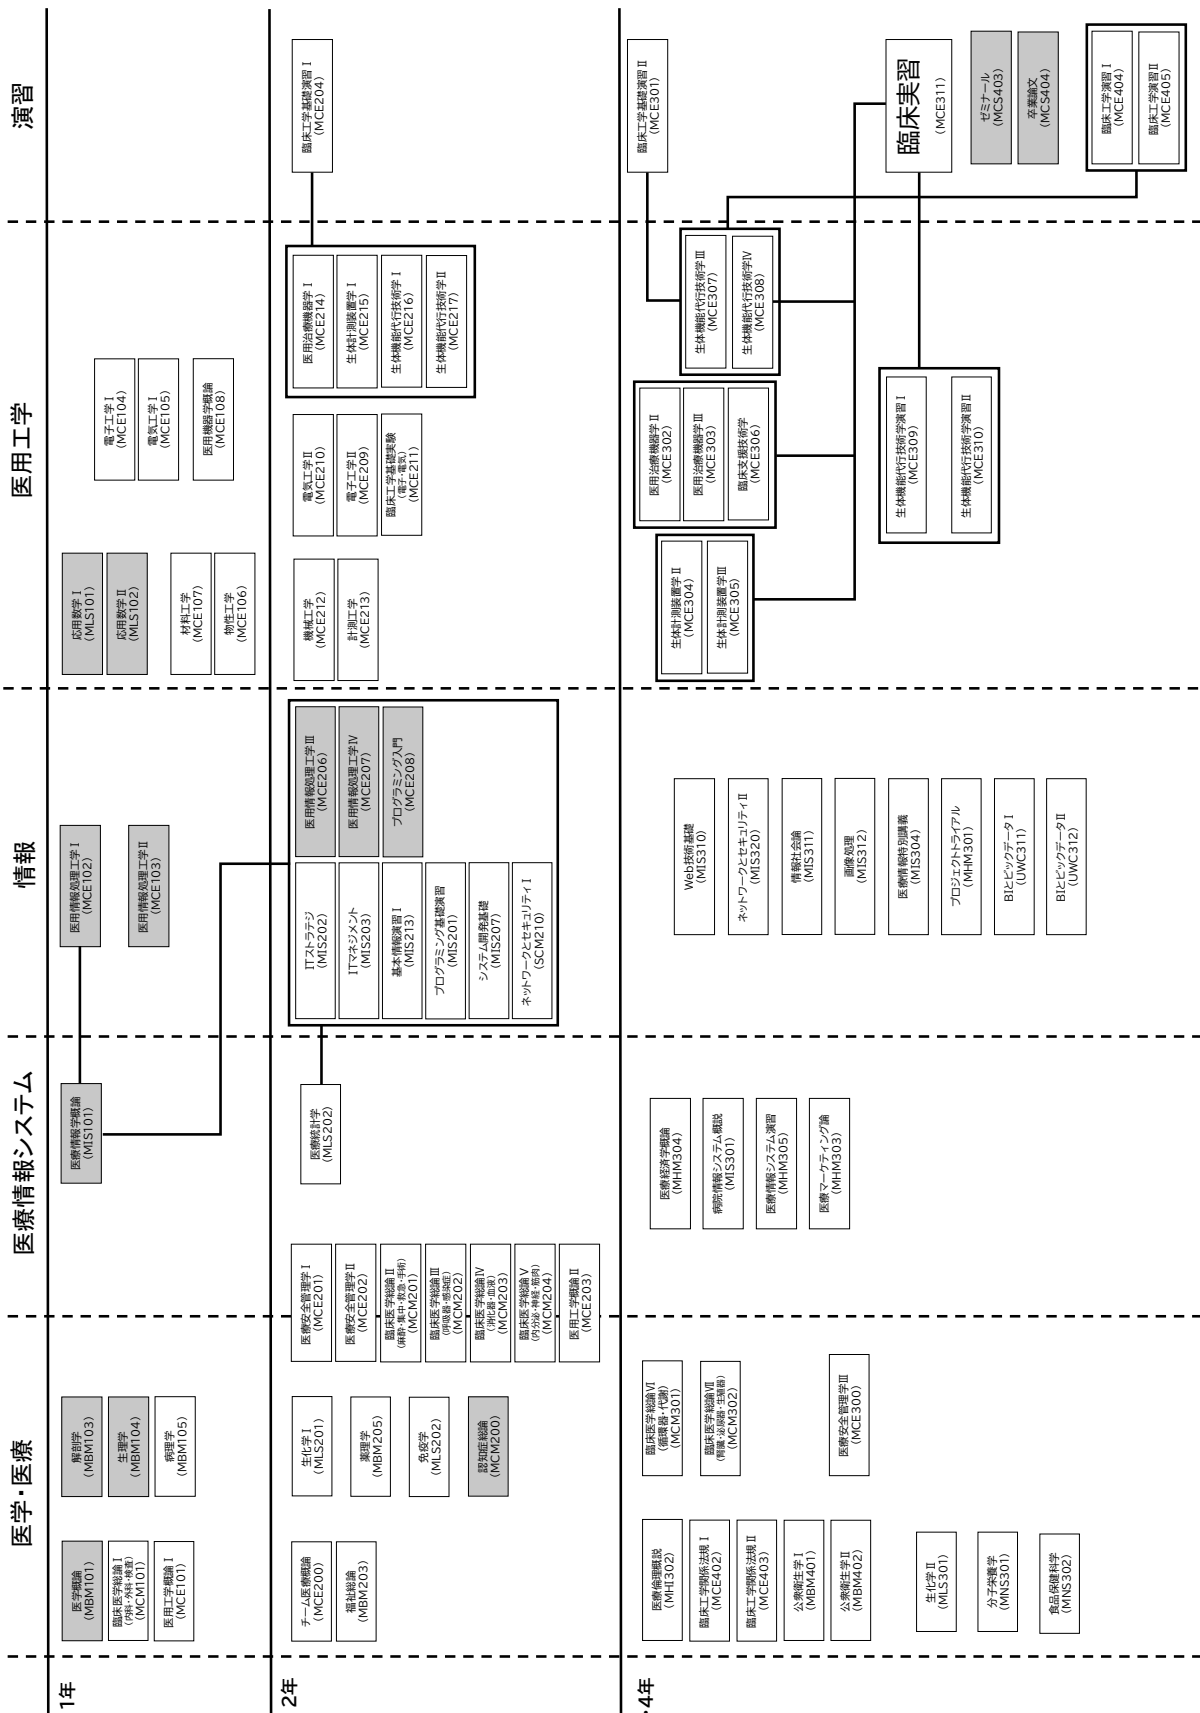 医学・医療
医療情報システム
情報
医用工学
演習
1年
医学概論
(MBM101)
臨床医学総論Ⅰ
(内科・外科・検査)
(MCM101)
医用工学概論Ⅰ
(MCE101)
解剖学
(MBM103)
生理学
(MBM104)
病理学
(MBM105)
医療情報学概論
(MIS101)
医用情報処理工学Ⅰ
(MCE102)
医用情報処理工学Ⅱ
(MCE103)
応用数学Ⅰ
(MLS101)
応用数学Ⅱ
(MLS102)
材料工学
(MCE107)
物性工学
(MCE106)
電子工学Ⅰ
(MCE104)
電気工学Ⅰ
(MCE105)
医用機器学概論
(MCE108)
2年
チーム医療概論
(MCE200)
福祉総論
(MBM203)
生化学Ⅰ
(MLS201)
薬理学
(MBM205)
免疫学
(MLS202)
認知症総論
(MCM200)
医療安全管理学Ⅰ
(MCE201)
医療安全管理学Ⅱ
(MCE202)
臨床医学総論Ⅱ
(麻酔・集中・救急・手術)
(MCM201)
臨床医学総論Ⅲ
(呼吸器・感染症)
(MCM202)
臨床医学総論Ⅳ
(消化器・血液)
(MCM203)
臨床医学総論Ⅴ
(内分泌・神経・筋肉)
(MCM204)
医用工学概論Ⅱ
(MCE203)
医療統計学
(MLS202)
ITストラテジ
(MIS202)
ITマネジメント
(MIS203)
基本情報演習Ⅰ
(MIS213)
プログラミング基礎演習
(MIS201)
システム開発基礎
(MIS207)
ネットワークとセキュリティⅠ
(SCM210)
医用情報処理工学Ⅲ
(MCE206)
医用情報処理工学Ⅳ
(MCE207)
プログラミング入門
(MCE208)
機械工学
(MCE212)
計測工学
(MCE213)
電気工学Ⅱ
(MCE210)
電子工学Ⅱ
(MCE209)
臨床工学基礎実験
(電子・電気)
(MCE211)
医用治療機器学Ⅰ
(MCE214)
生体計測装置学Ⅰ
(MCE215)
生体機能代行技術学Ⅰ
(MCE216)
生体機能代行技術学Ⅱ
(MCE217)
臨床工学基礎演習Ⅰ
(MCE204)
・4年
医療倫理概説
(MHI302)
臨床工学関係法規Ⅰ
(MCE402)
臨床工学関係法規Ⅱ
(MCE403)
公衆衛生学Ⅰ
(MBM401)
公衆衛生学Ⅱ
(MBM402)
生化学Ⅱ
(MLS301)
分子栄養学
(MNS301)
食品保健科学
(MNS302)
臨床医学総論Ⅵ
(循環器・代謝)
(MCM301)
臨床医学総論Ⅶ
(腎臓・泌尿器・生殖器)
(MCM302)
医療安全管理学Ⅲ
(MCE300)
医療経済学概論
(MHM304)
病院情報システム概説
(MIS301)
医療情報システム演習
(MHM305)
医療マーケティング論
(MHM303)
Web技術基礎
(MIS310)
ネットワークとセキュリティⅡ
(MIS320)
情報社会論
(MIS311)
画像処理
(MIS312)
医療情報特別講義
(MIS304)
プロジェクトトライアル
(MHM301)
BIとビックデータⅠ
(UWC311)
BIとビックデータⅡ
(UWC312)
生体計測装置学Ⅱ
(MCE304)
生体計測装置学Ⅲ
(MCE305)
医用治療機器学Ⅱ
(MCE302)
医用治療機器学Ⅲ
(MCE303)
臨床支援技術学
(MCE306)
生体機能代行技術学Ⅲ
(MCE307)
生体機能代行技術学Ⅳ
(MCE308)
生体機能代行技術学演習Ⅰ
(MCE309)
生体機能代行技術学演習Ⅱ
(MCE310)
臨床工学基礎演習Ⅱ
(MCE301)
臨床実習
(MCE311)
ゼミナール
(MCS403)
卒業論文
(MCS404)
臨床工学演習Ⅰ
(MCE404)
臨床工学演習Ⅱ
(MCE405)